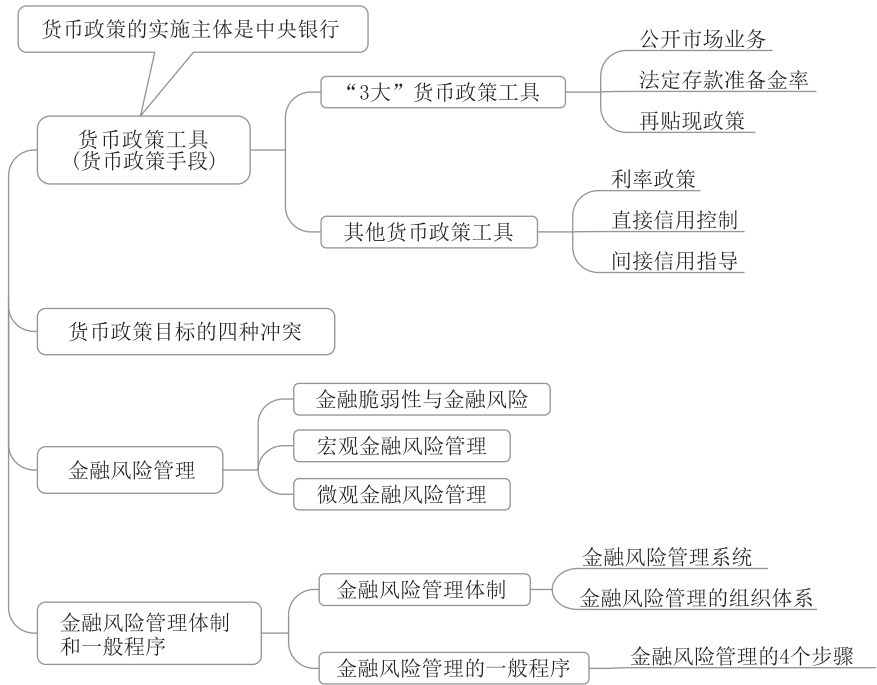 货币政策的实施主体是中央银行
货币政策工具
(货币政策手段)
“3大”货币政策工具
公开市场业务
法定存款准备金率
再贴现政策
其他货币政策工具
利率政策
直接信用控制
间接信用指导
货币政策目标的四种冲突
金融风险管理
金融脆弱性与金融风险
宏观金融风险管理
微观金融风险管理
金融风险管理体制
和一般程序
金融风险管理体制
金融风险管理系统
金融风险管理的组织体系
金融风险管理的一般程序
金融风险管理的4个步骤